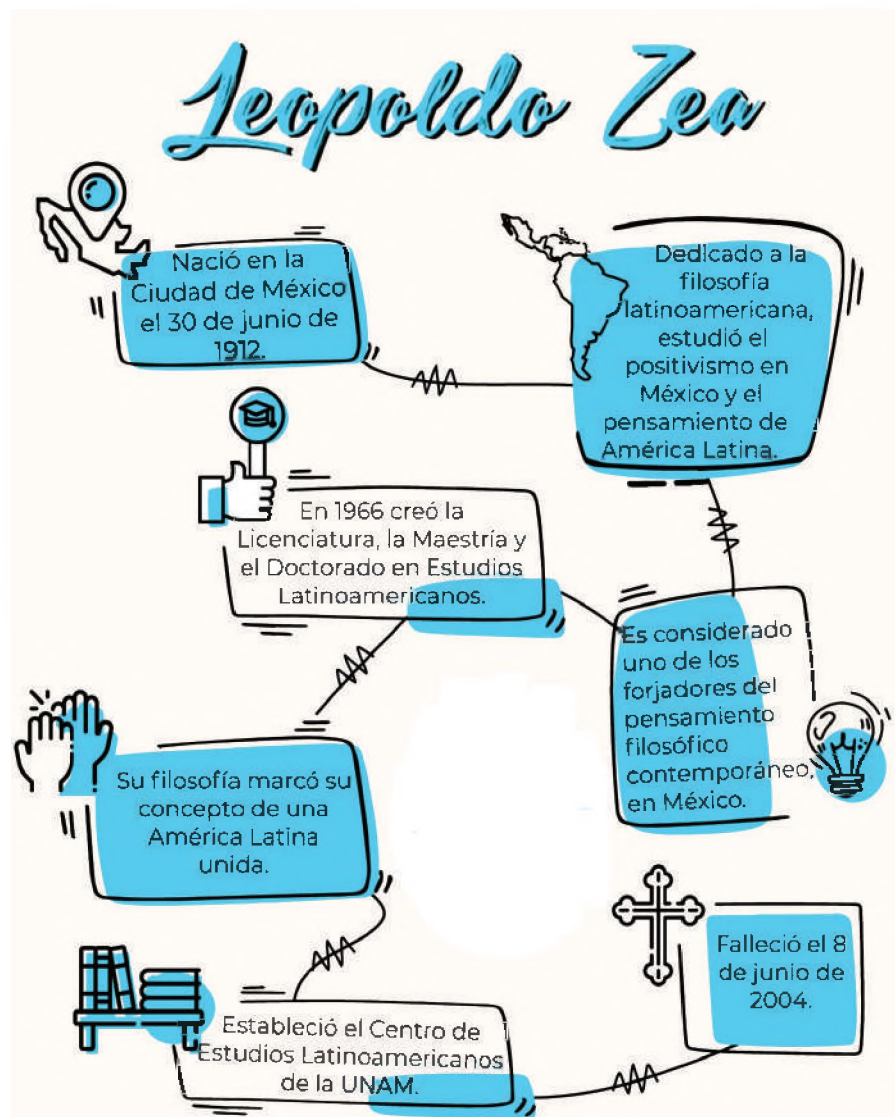 Leopoldo Zea
Nació en la
Ciudad de México
el 30 de junio de
1912.
Dedicado a la
filosofía
latinoamericana,
estudió el
positivismo en
México y el
pensamiento de
América Latina.
Es considerado
uno de los
forjadores del
pensamiento
filosófico
contemporáneo,
en México.
En 1966 creó la
Licenciatura, la Maestría y
el Doctorado en Estudios
Latinoamericanos.
Su filosofía marcó su
concepto de una
América Latina
unida.
Estableció el Centro de
Estudios Latinoamericanos
de la UNAM.
Falleció el 8
de junio de
2004.